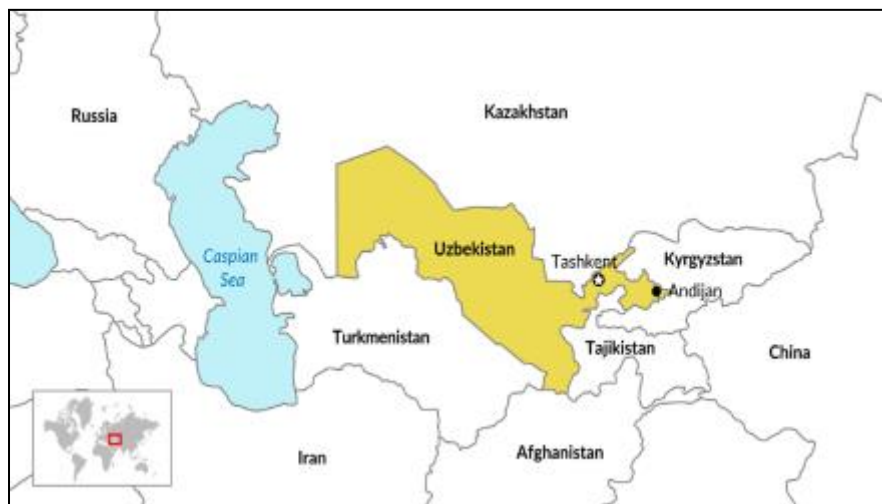 Russia
Kazakhstan
Caspian
Sea
Uzbekistan
Tashkent
Kyrgyzstan
Andijan
Turkmenistan
Tajikistan
China
Iran
Afghanistan